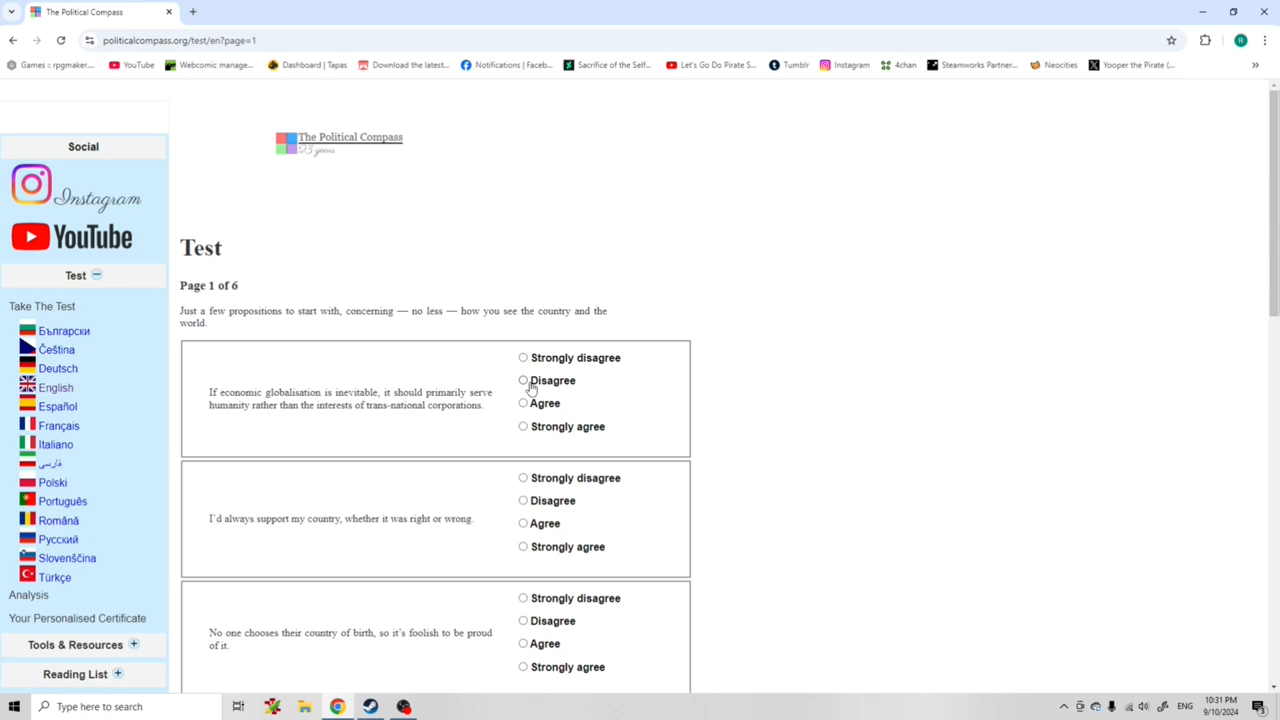 The Political Compass
politicalcompass.org/test/en?page=1
Games :: rpgmaker....
YouTube
Webcomic manage...
Dashboard | Tapas
Download the latest...
Notifications | Faceb...
Sacrifice of the Self...
Let's Go Do Pirate S...
Tumblr
Instagram
4chan
Steamworks Partner...
Neocities
Yooper the Pirate (...
The Political Compass
23 years
Social
Instagram
YouTube
Test
Take The Test
Български
Čeština
Deutsch
English
Español
Français
Italiano
فارسی
Polski
Português
Română
Русский
Slovenščina
Türkçe
Analysis
Your Personalised Certificate
Tools & Resources
Reading List
Test
Page 1 of 6
Just a few propositions to start with, concerning — no less — how you see the country and the
world.
If economic globalisation is inevitable, it should primarily serve
humanity rather than the interests of trans-national corporations.
Strongly disagree
Disagree
Agree
Strongly agree
I'd always support my country, whether it was right or wrong.
Strongly disagree
Disagree
Agree
Strongly agree
No one chooses their country of birth, so it's foolish to be proud
of it.
Strongly disagree
Disagree
Agree
Strongly agree
Type here to search
ENG
10:31 PM
9/10/2024